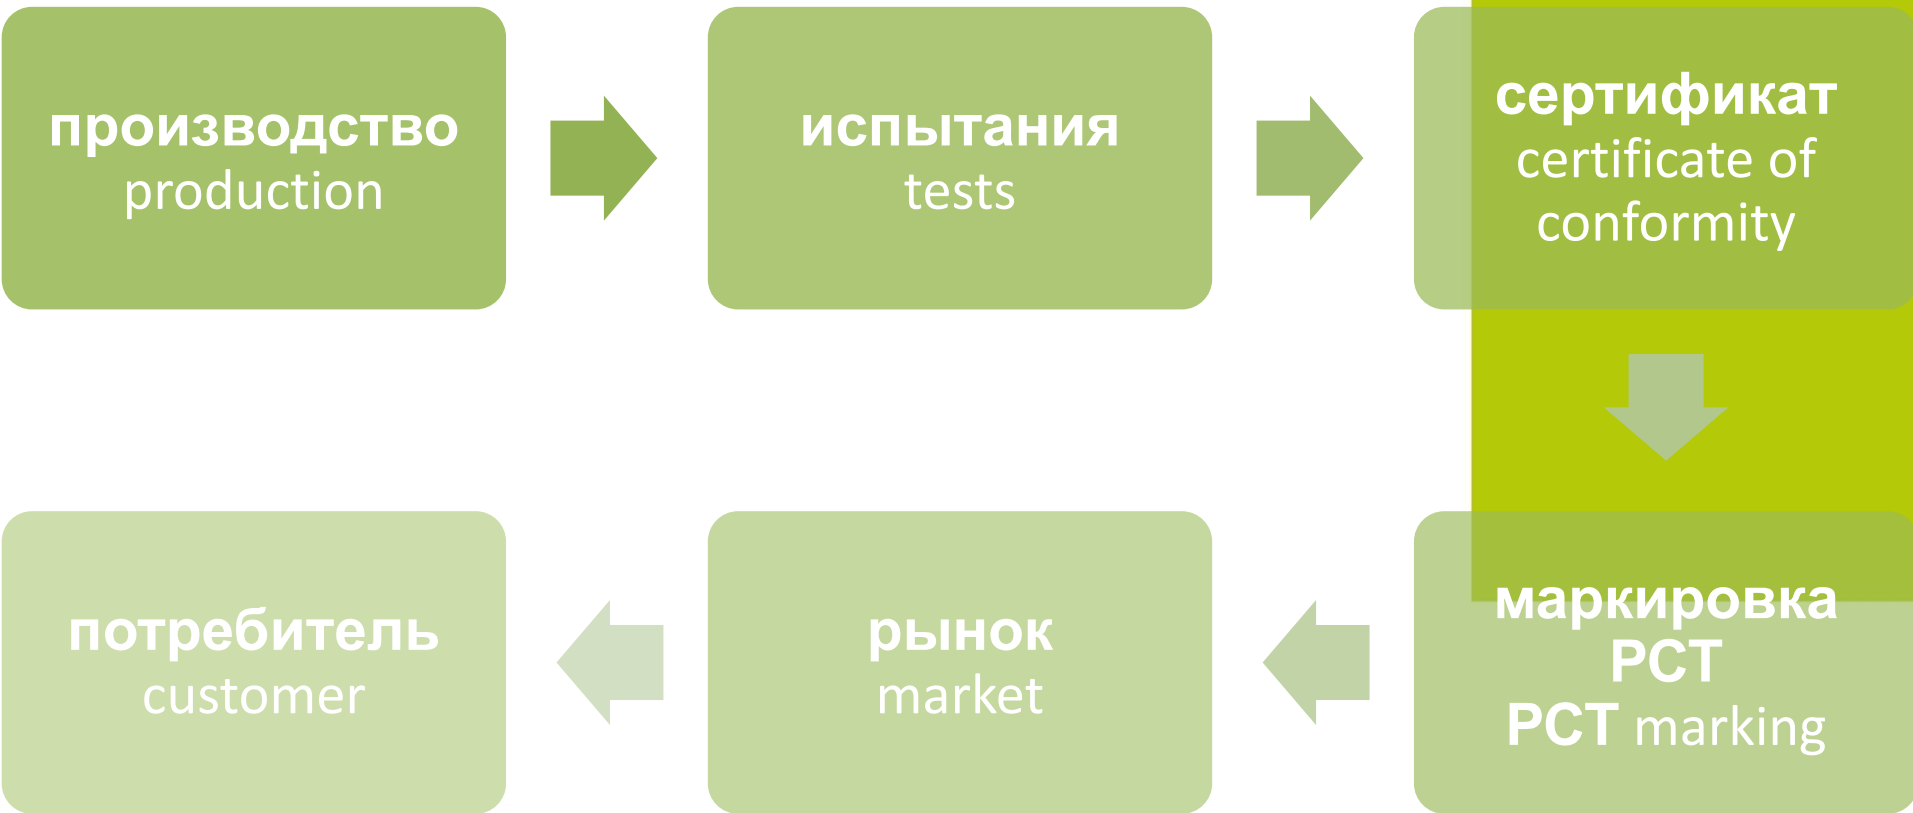 производство
production
испытания
tests
сертификат
certificate of
conformity
маркировка
РСТ
РСТ marking
рынок
market
потребитель
customer